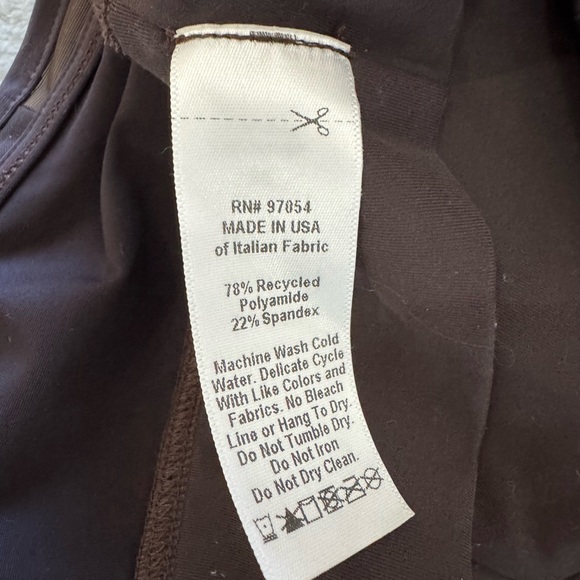 RN# 97854
MADE IN USA
of Italian Fabric
78% Recycled
Polyamide
22% Spandex
Machine Wash Cold
Water. Delicate Cycle
With Like Colors and
Fabrics. No Bleach
Line or Hang To Dry.
Do Not Tumble Dry.
Do Not Iron
Do Not Dry Clean.